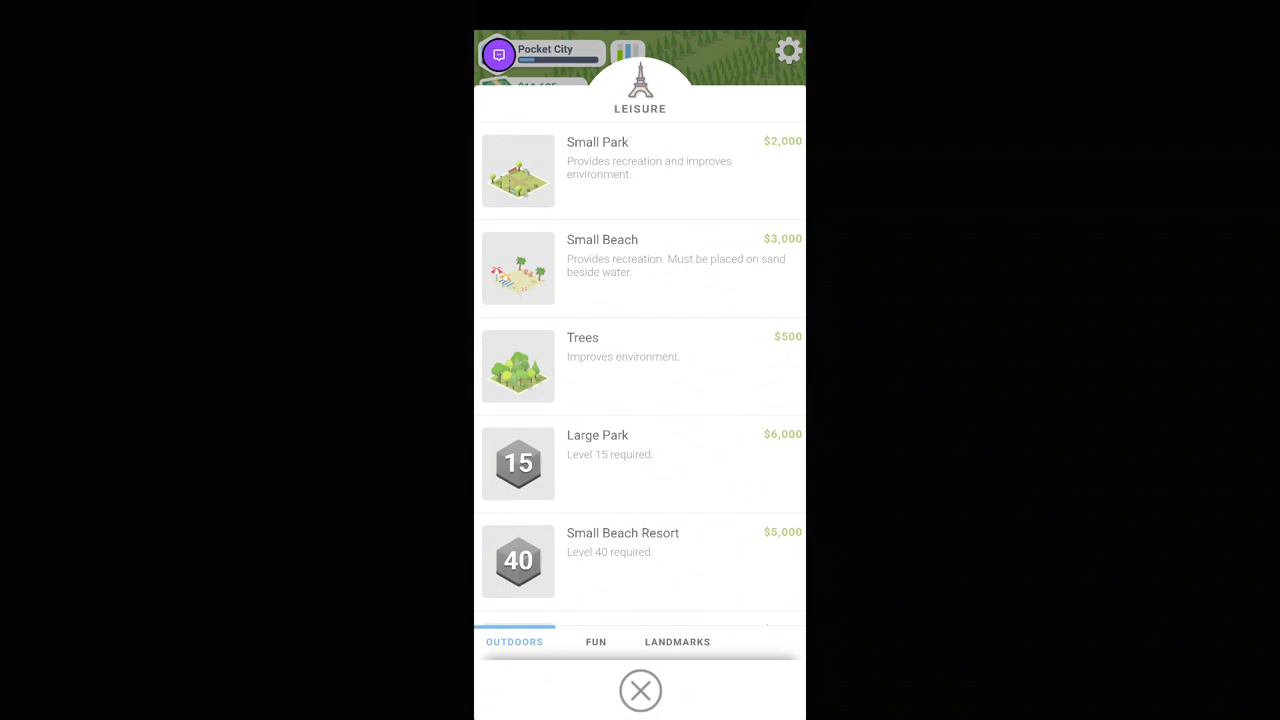 Pocket City
LEISURE
Small Park
$2,000
Provides recreation and improves
environment.
Small Beach
$3,000
Provides recreation. Must be placed on sand
beside water.
Trees
$500
Improves environment.
15
Large Park
$6,000
Level 15 required.
40
Small Beach Resort
$5,000
Level 40 required.
OUTDOORS
FUN
LANDMARKS